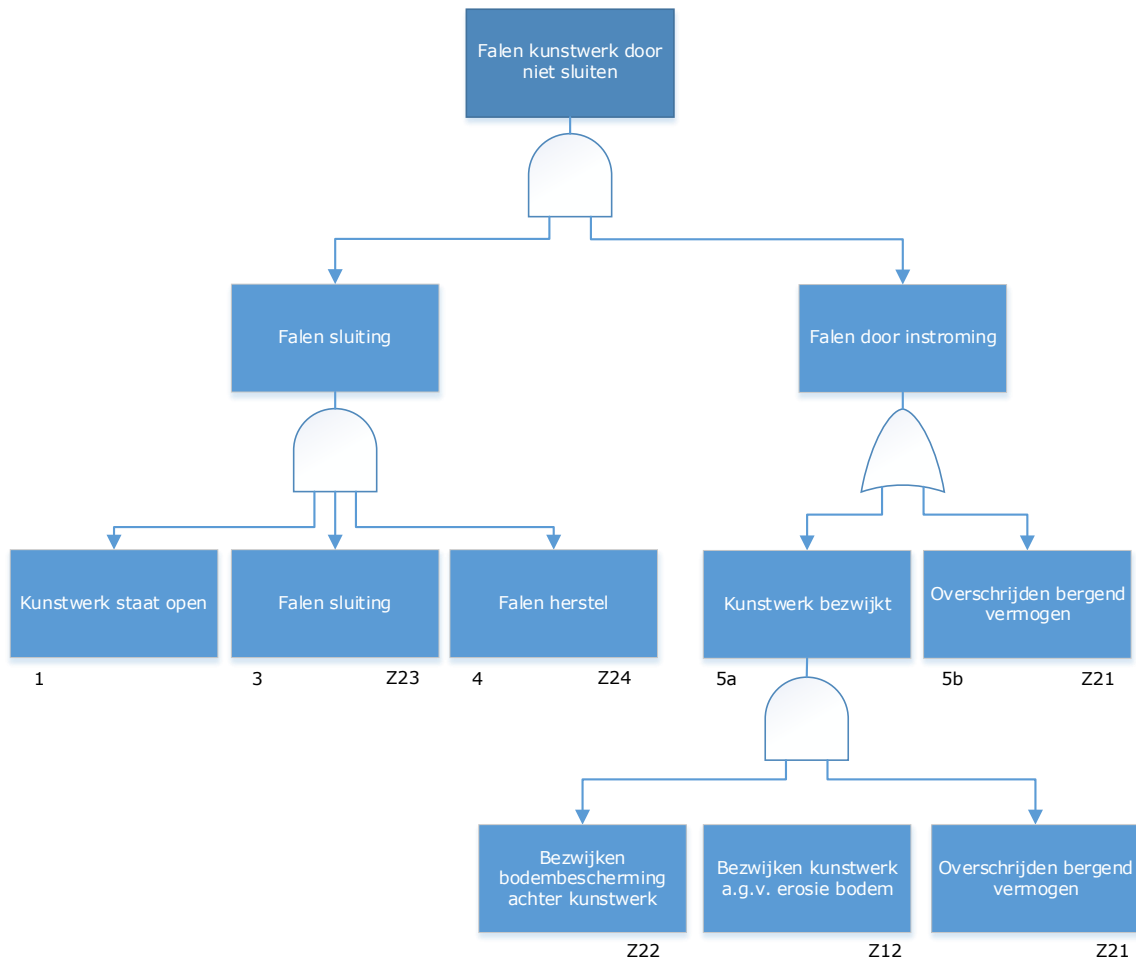 Falen kunstwerk door
niet sluiten
Falen sluiting
Falen door instroming
Kunstwerk staat open
Falen sluiting
Falen herstel
Kunstwerk bezwijkt
Overschrijden bergend
vermogen
1
3
Z23
4
Z24
5a
5b
Z21
Bezwijken
bodembescherming
achter kunstwerk
Bezwijken kunstwerk
a.g.v. erosie bodem
Overschrijden bergend
vermogen
Z22
Z12
Z21